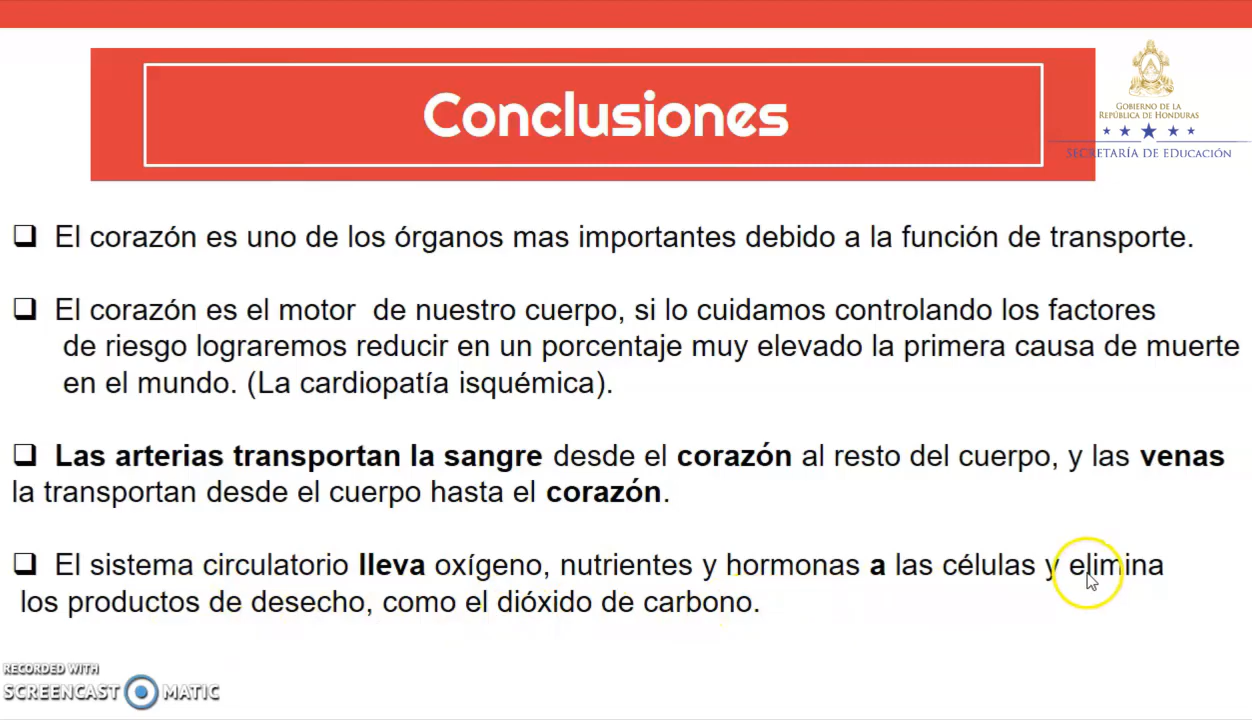 Conclusiones
GOBIERNO DE LA
REPÚBLICA DE HONDURAS
SECRETARÍA DE EDUCACIÓN
El corazón es uno de los órganos mas importantes debido a la función de transporte.
El corazón es el motor de nuestro cuerpo, si lo cuidamos controlando los factores
de riesgo lograremos reducir en un porcentaje muy elevado la primera causa de muerte
en el mundo. (La cardiopatía isquémica).
Las arterias transportan la sangre desde el corazón al resto del cuerpo, y las venas
la transportan desde el cuerpo hasta el corazón.
El sistema circulatorio lleva oxígeno, nutrientes y hormonas a las células y elimina
los productos de desecho, como el dióxido de carbono.
RECORDED WITH
SCREENCAST MATIC